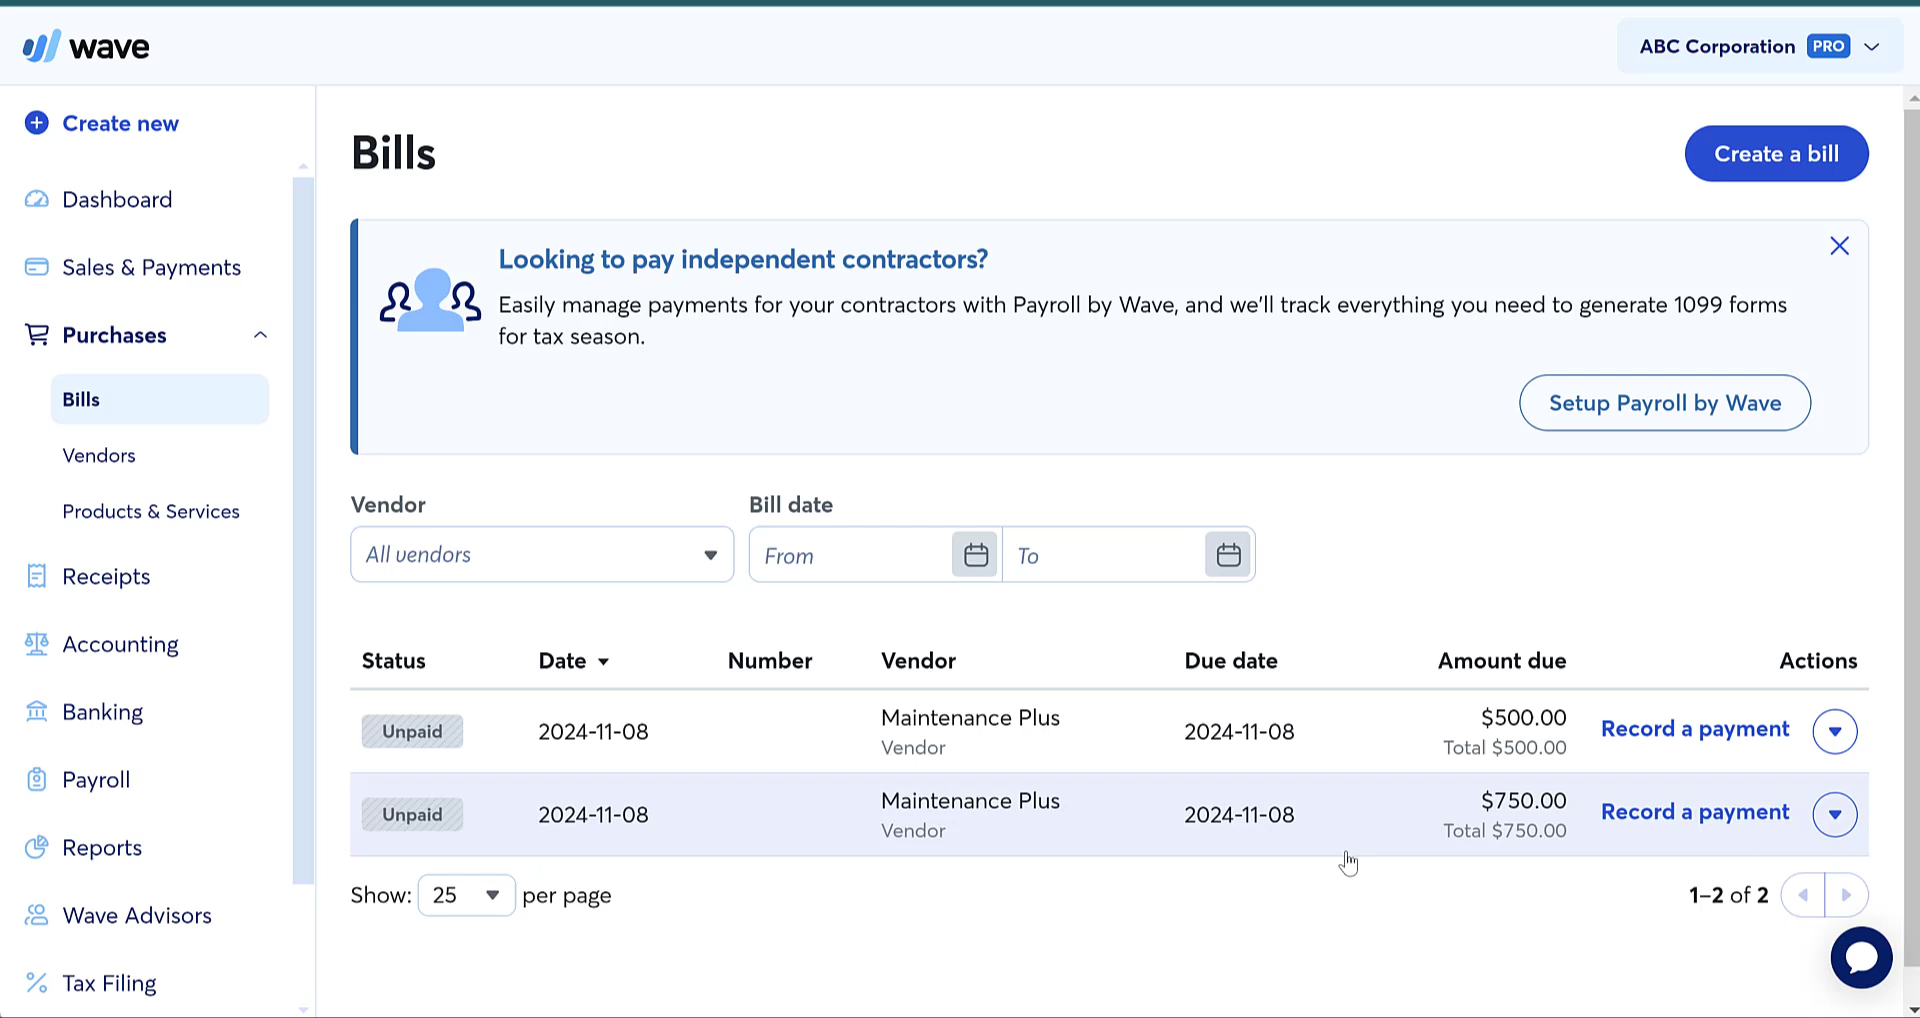 wave
ABC Corporation PRO
Create new
Dashboard
Sales & Payments
Purchases
Bills
Vendors
Products & Services
Receipts
Accounting
Banking
Payroll
Reports
Wave Advisors
Tax Filing
Bills
Create a bill
Looking to pay independent contractors?
Easily manage payments for your contractors with Payroll by Wave, and we'll track everything you need to generate 1099 forms
for tax season.
Setup Payroll by Wave
Vendor
Bill date
All vendors
From
To
Status Date Number Vendor Due date Amount due Actions
Unpaid 2024-11-08 Maintenance Plus 2024-11-08 $500.00 Record a payment
Vendor Total $500.00
Unpaid 2024-11-08 Maintenance Plus 2024-11-08 $750.00 Record a payment
Vendor Total $750.00
Show: 25 per page 1–2 of 2